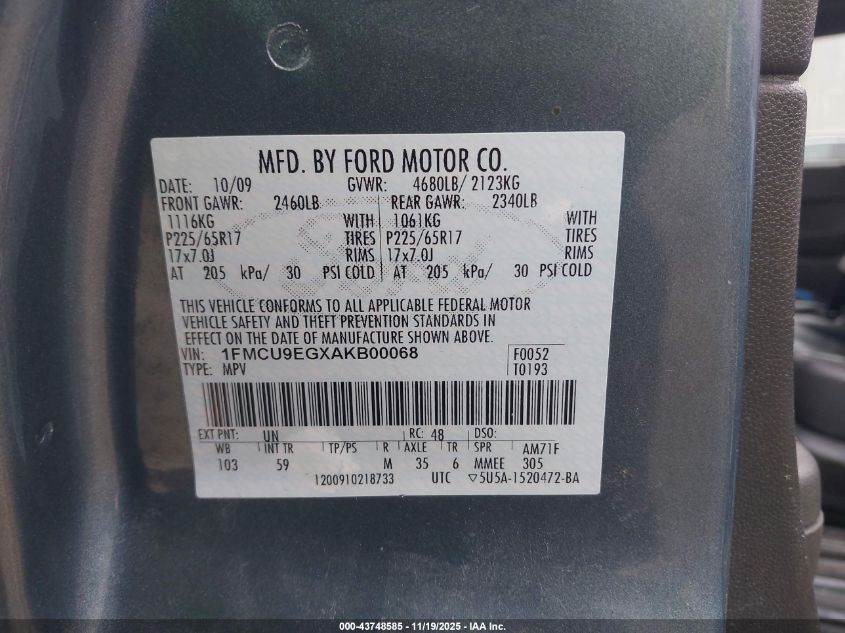 MFD. BY FORD MOTOR CO.
DATE: 10/09 GVWR: 4680LB/ 2123KG
FRONT GAWR: 2460LB REAR GAWR: 2340LB
1116KG WITH 1061KG WITH
P225/65R17 TIRES P225/65R17 TIRES
17x7.0J RIMS 17x7.0J RIMS
AT 205 kPa/ 30 PSI COLD AT 205 kPa/ 30 PSI COLD
THIS VEHICLE CONFORMS TO ALL APPLICABLE FEDERAL MOTOR
VEHICLE SAFETY AND THEFT PREVENTION STANDARDS IN
EFFECT ON THE DATE OF MANUFACTURE SHOWN ABOVE.
VIN: 1FMCU9EGXAKB00068 F0052
TYPE: MPV T0193
EXT PNT: UN RC: 48 DSO:
WB INT TR TP/PS R AXLE TR SPR AM71F
103 59 M 35 6 MMEE 305
1200910218733 UTC ▽5U5A-1520472-BA
000-43748585 - 11/19/2025 - IAA Inc.